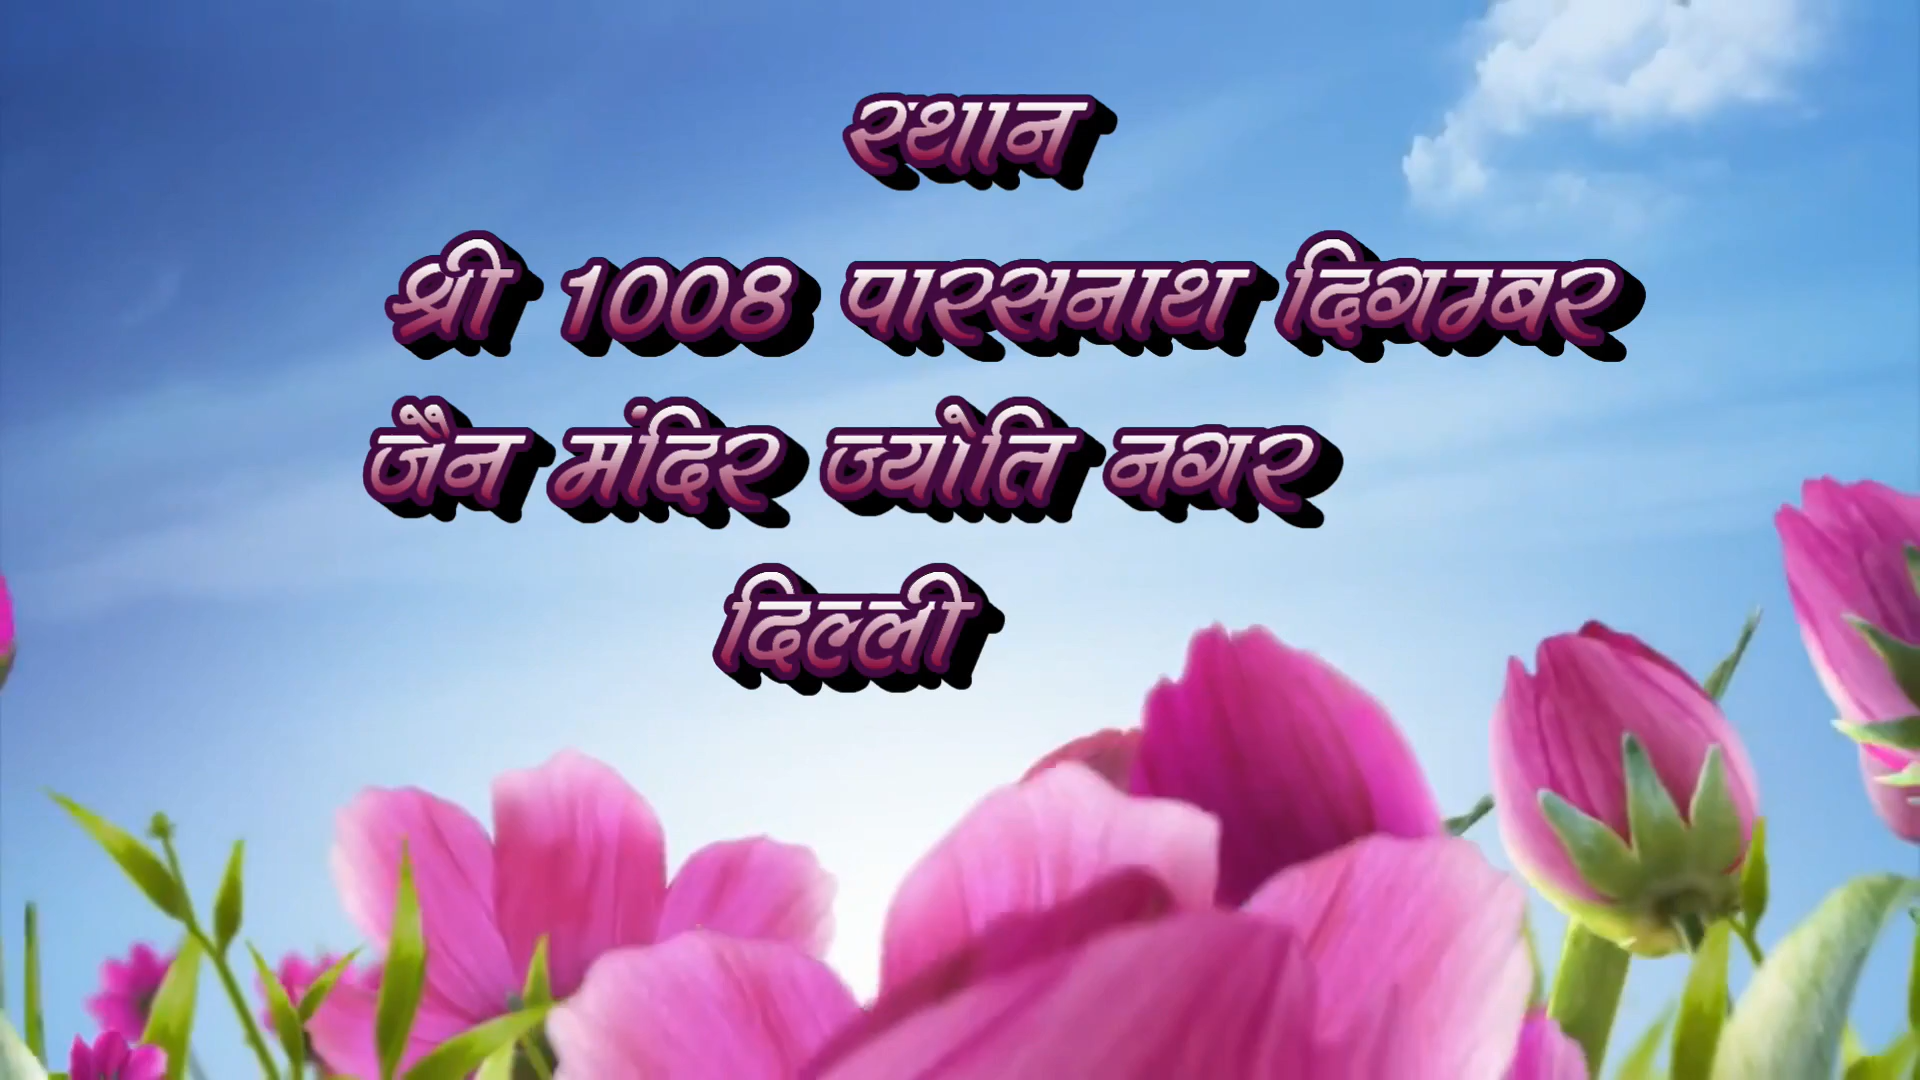 स्थान
श्री 1008 पारसनाथ दिगम्बर
जैन मंदिर ज्योति नगर
दिल्ली